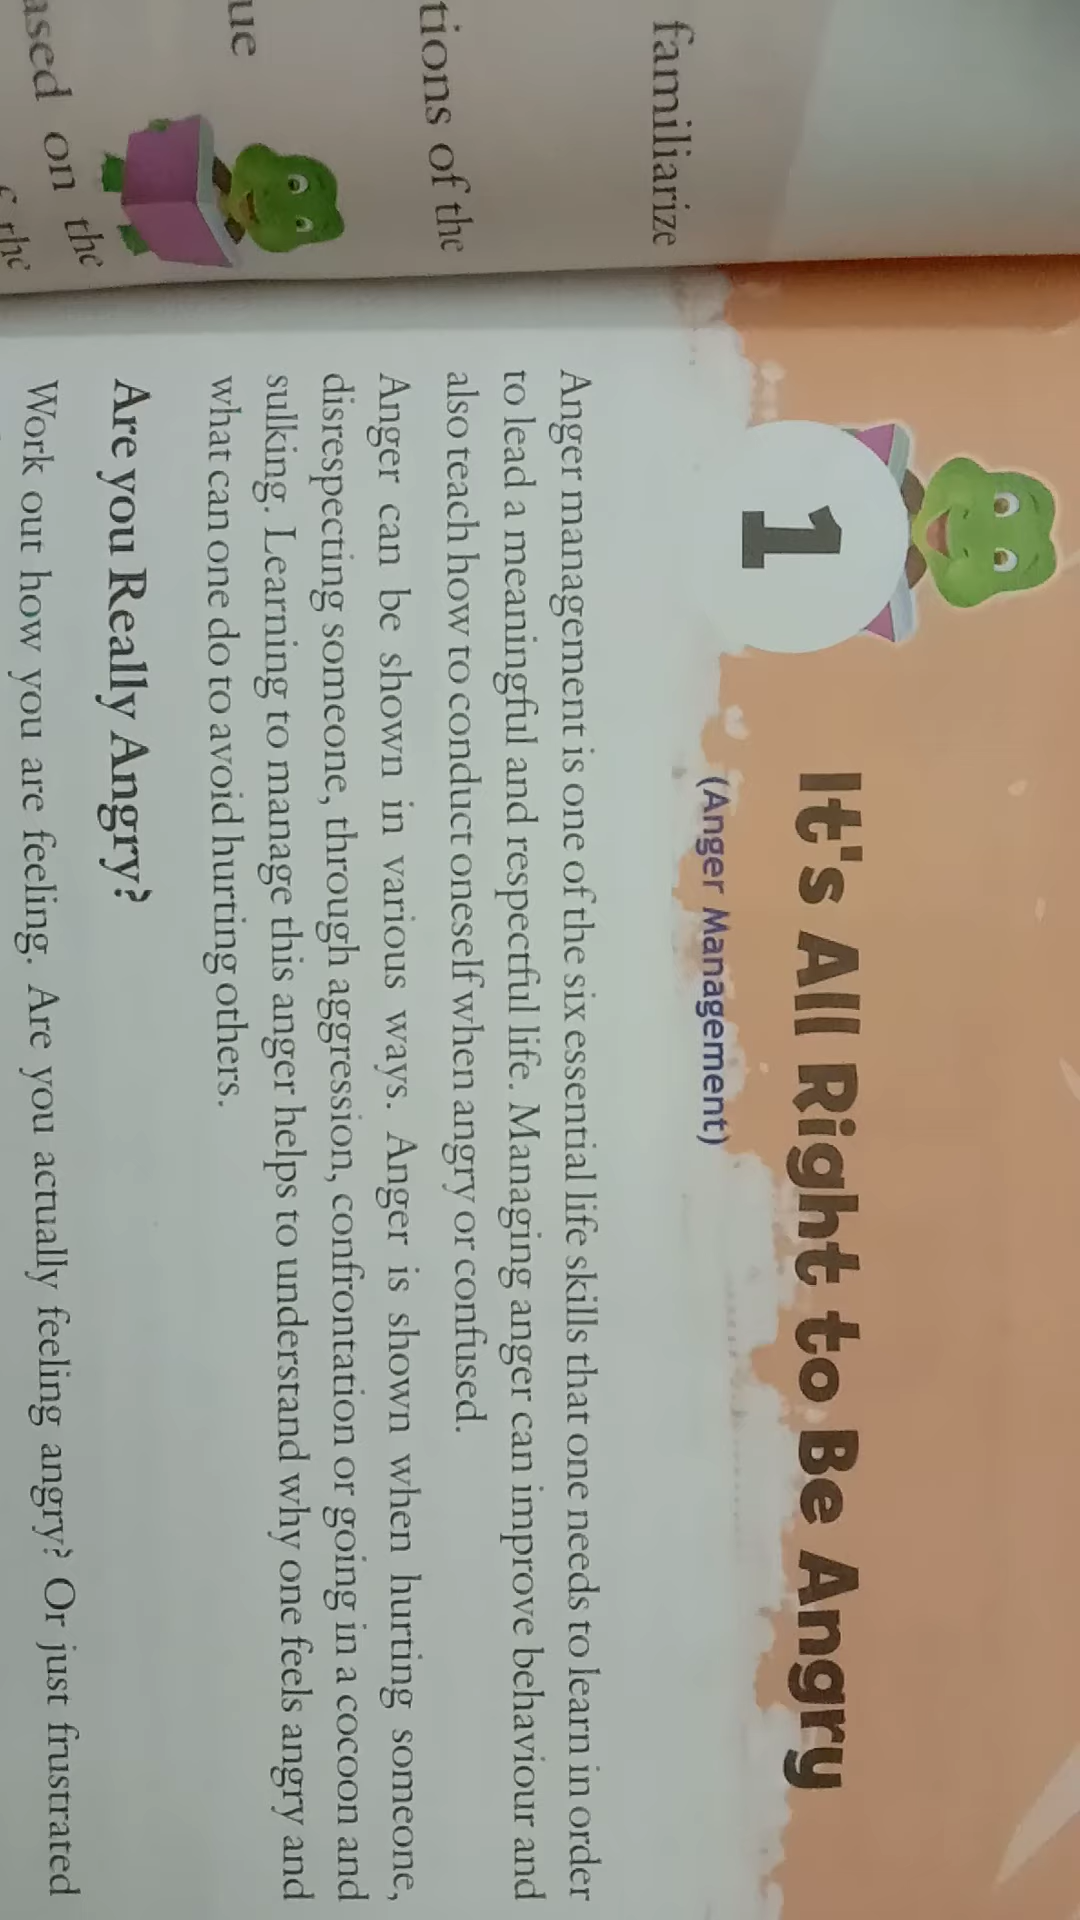 familiarize
tions of the
ue
ased on the
f the
1
It's All Right to Be Angry
(Anger Management)
Anger management is one of the six essential life skills that one needs to learn in order
to lead a meaningful and respectful life. Managing anger can improve behaviour and
also teach how to conduct oneself when angry or confused.
Anger can be shown in various ways. Anger is shown when hurting someone,
disrespecting someone, through aggression, confrontation or going in a cocoon and
sulking. Learning to manage this anger helps to understand why one feels angry and
what can one do to avoid hurting others.
Are you Really Angry?
Work out how you are feeling. Are you actually feeling angry? Or just frustrated